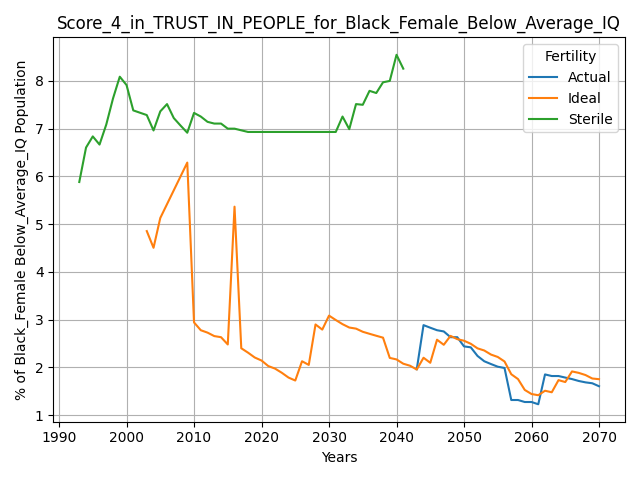 Score_4_in_TRUST_IN_PEOPLE_for_Black_Female_Below_Average_IQ
% of Black_Female Below_Average_IQ Population
8
7
6
5
4
3
2
1
Fertility
Actual
Ideal
Sterile
1990 2000 2010 2020 2030 2040 2050 2060 2070
Years